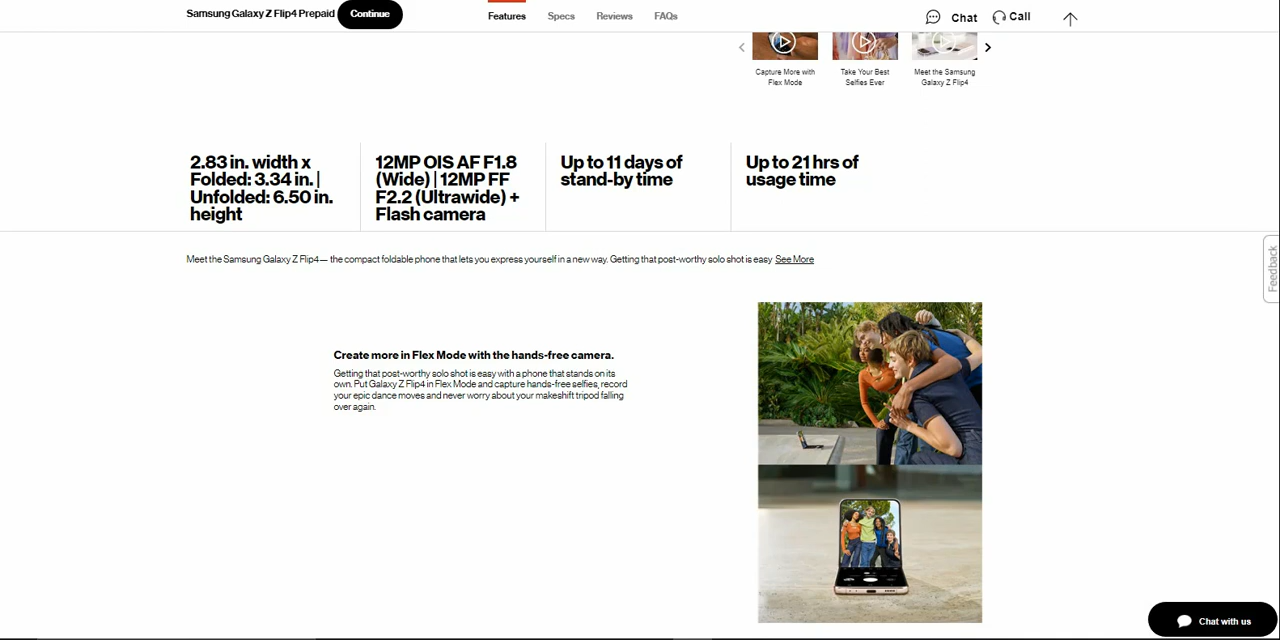 Samsung Galaxy Z Flip4 Prepaid
Continue
Features
Specs
Reviews
FAQs
Chat
Call
Capture More with
Flex Mode
Take Your Best
Selfies Ever
Meet the Samsung
Galaxy Z Flip4
2.83 in. width x
Folded: 3.34 in. |
Unfolded: 6.50 in.
height
12MP OIS AF F1.8
(Wide) | 12MP FF
F2.2 (Ultrawide) +
Flash camera
Up to 11 days of
stand-by time
Up to 21 hrs of
usage time
Meet the Samsung Galaxy Z Flip4— the compact foldable phone that lets you express yourself in a new way. Getting that post-worthy solo shot is easy See More
Feedback
Create more in Flex Mode with the hands-free camera.
Getting that post-worthy solo shot is easy with a phone that stands on its
own. Put Galaxy Z Flip4 in Flex Mode and capture hands-free selfies, record
your epic dance moves and never worry about your makeshift tripod falling
over again.
Chat with us